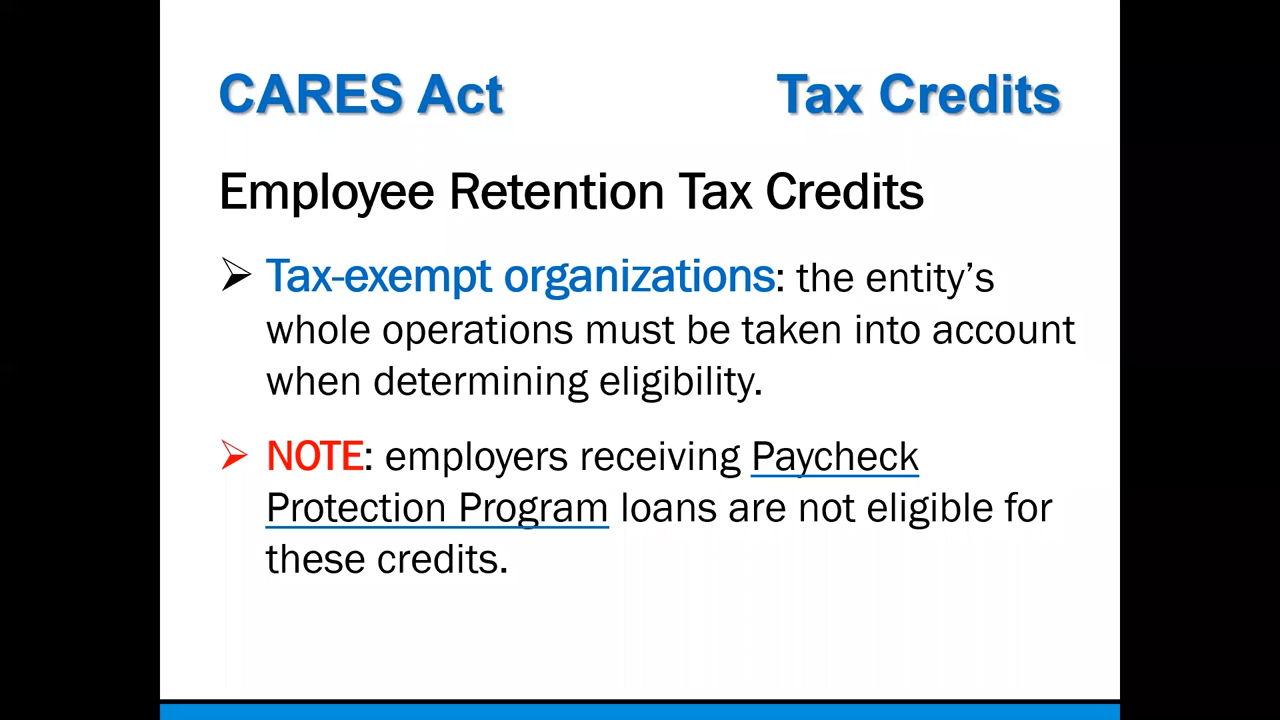 CARES Act Tax Credits
Employee Retention Tax Credits
Tax-exempt organizations: the entity’s
whole operations must be taken into account
when determining eligibility.
NOTE: employers receiving Paycheck
Protection Program loans are not eligible for
these credits.